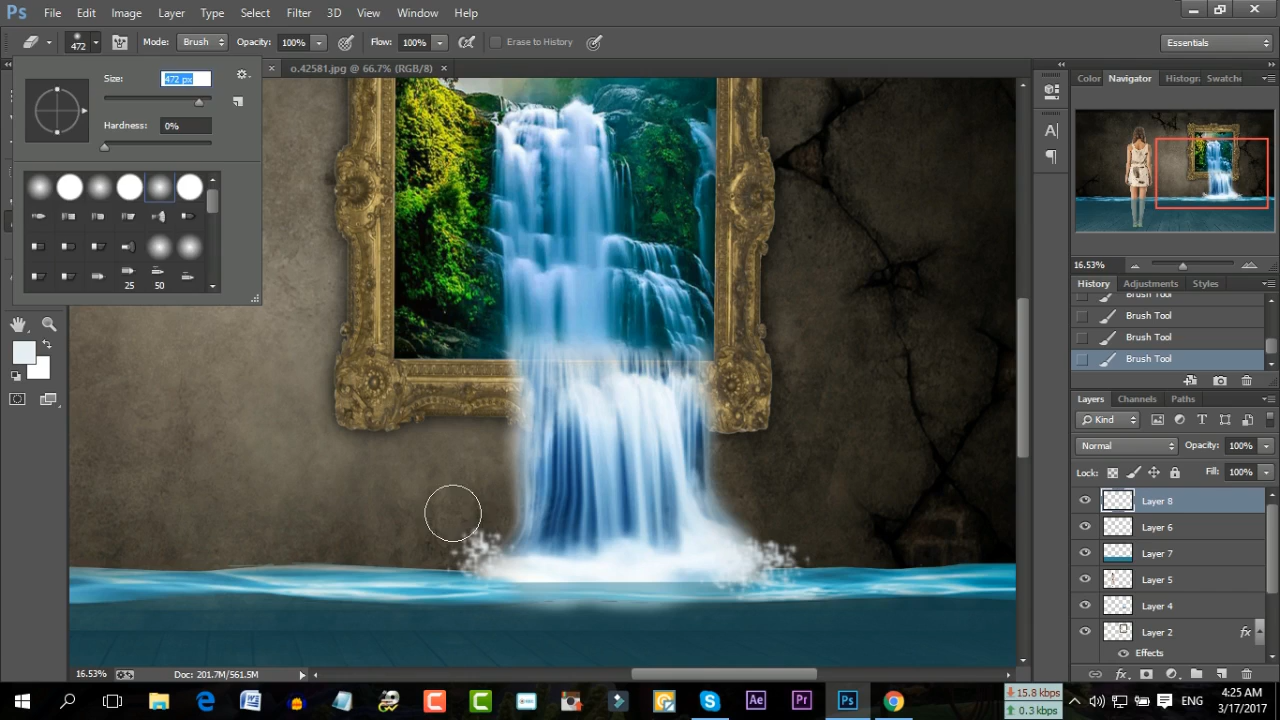 Ps File Edit Image Layer Type Select Filter 3D View Window Help
472 Mode: Brush Opacity: 100% Flow: 100% Erase to History Essentials
o.42581.jpg @ 66.7% (RGB/8) ×
Size: 472 px
Hardness: 0%
25 50
Color Navigator Histogr Swatche
16.53%
History Adjustments Styles
Brush Tool
Brush Tool
Brush Tool
Brush Tool
Layers Channels Paths
Kind
Normal Opacity: 100%
Lock: Fill: 100%
Layer 8
Layer 6
Layer 7
Layer 5
Layer 4
Layer 2 fx
Effects
16.53% Doc: 201.7M/561.5M
Ae Pr Ps
15.8 kbps
0.3 kbps
ENG
4:25 AM
3/17/2017